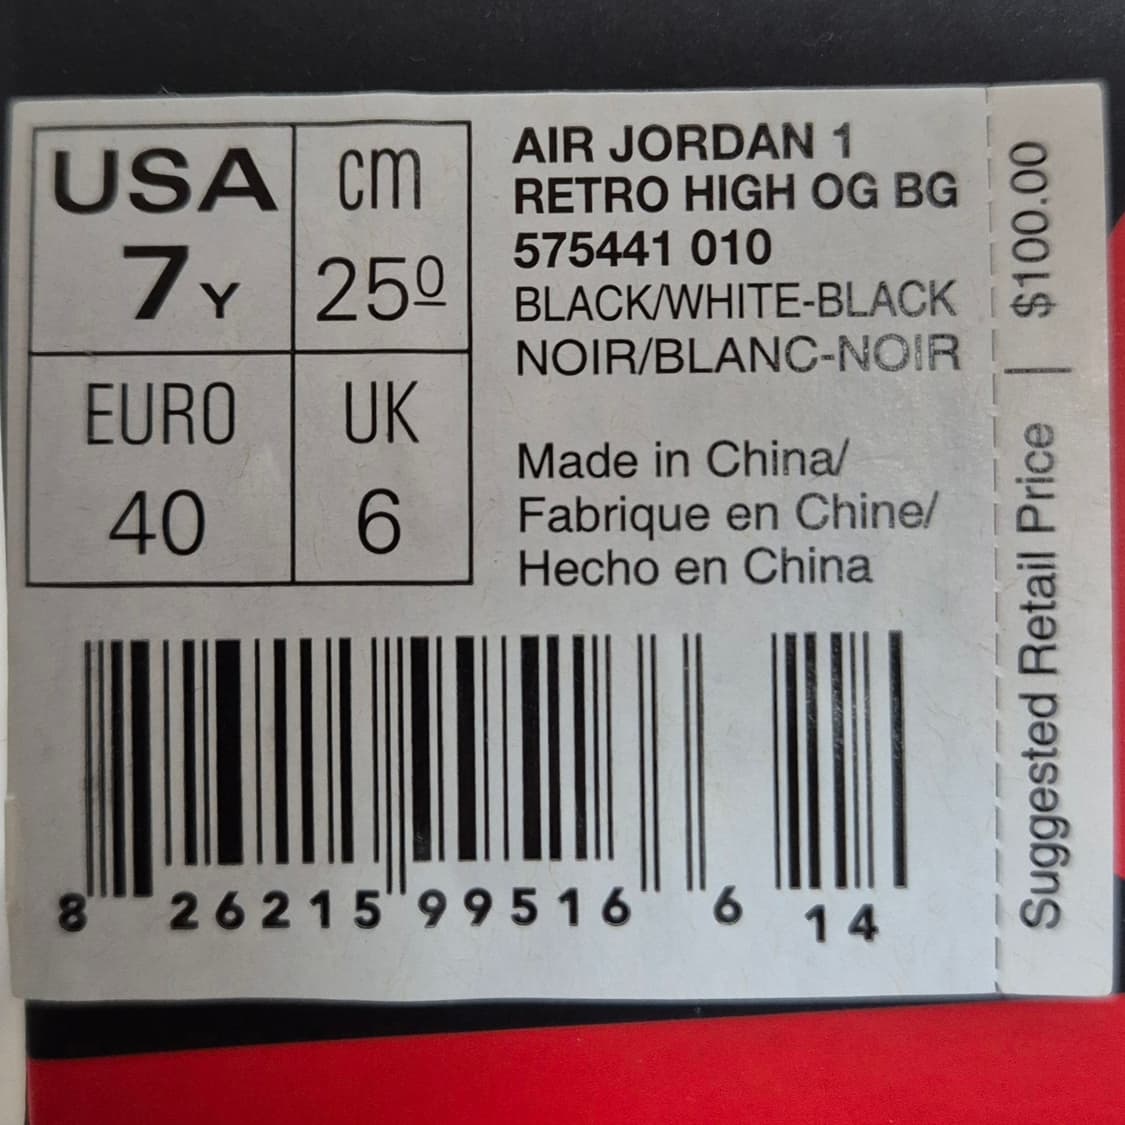 USA
7Y
cm
25º
EURO
40
UK
6
AIR JORDAN 1
RETRO HIGH OG BG
575441 010
BLACK/WHITE-BLACK
NOIR/BLANC-NOIR
Made in China/
Fabrique en Chine/
Hecho en China
8 26215 99516 6 14
Suggested Retail Price | $100.00